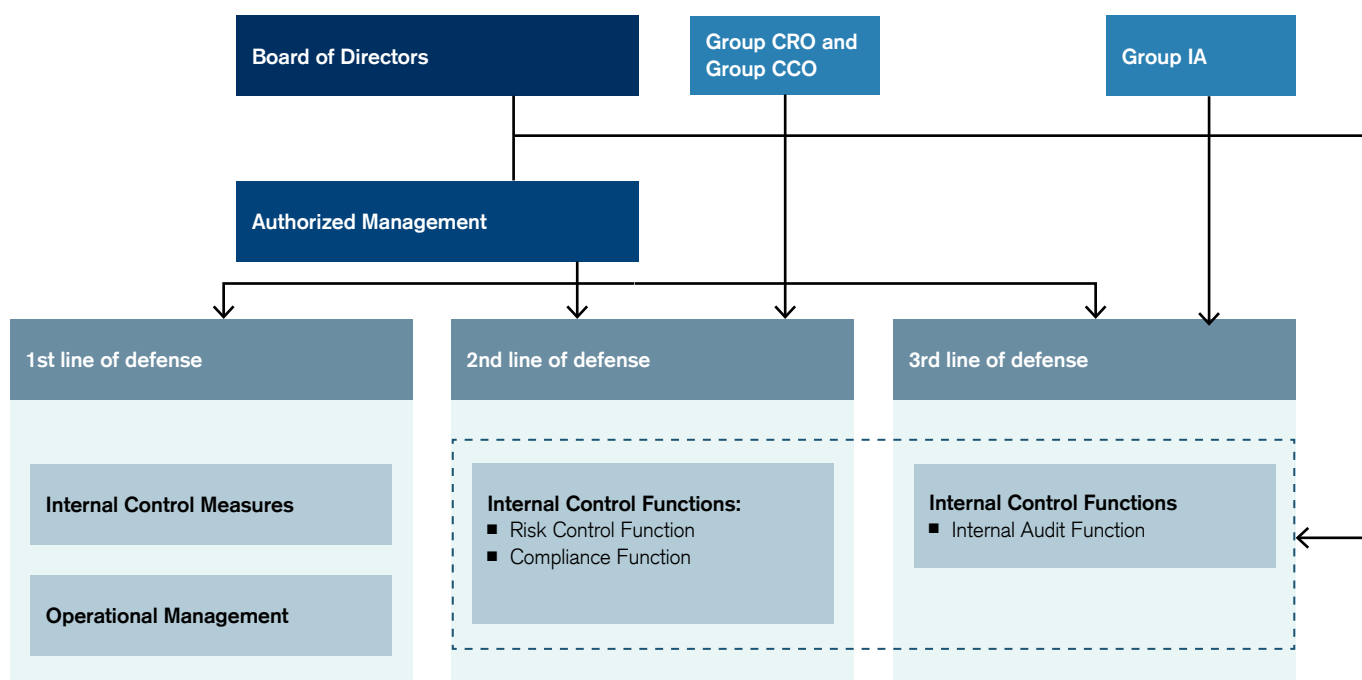 Board of Directors
Group CRO and
Group CCO
Group IA
Authorized Management
1st line of defense
2nd line of defense
3rd line of defense
Internal Control Measures
Operational Management
Internal Control Functions:
■ Risk Control Function
■ Compliance Function
Internal Control Functions
■ Internal Audit Function